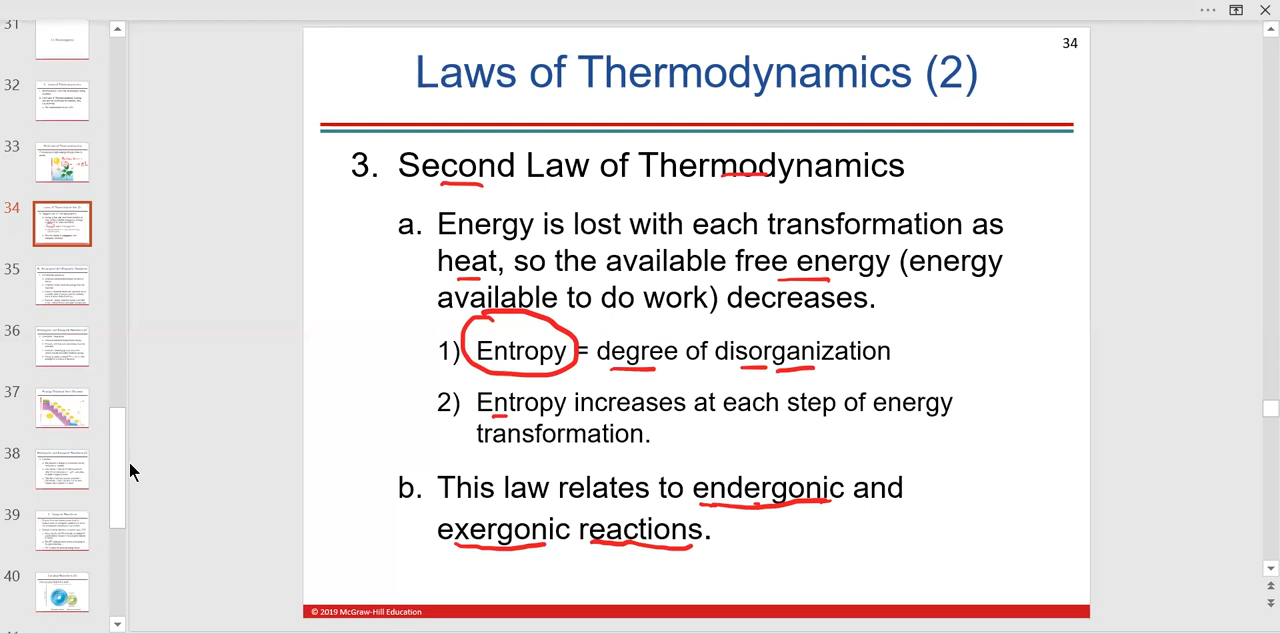 31
32
33
34
35
36
37
38
39
40
34
Laws of Thermodynamics (2)
3. Second Law of Thermodynamics
a. Energy is lost with each transformation as
heat, so the available free energy (energy
available to do work) decreases.
1) Entropy = degree of disorganization
2) Entropy increases at each step of energy
transformation.
b. This law relates to endergonic and
exergonic reactions.
© 2019 McGraw-Hill Education